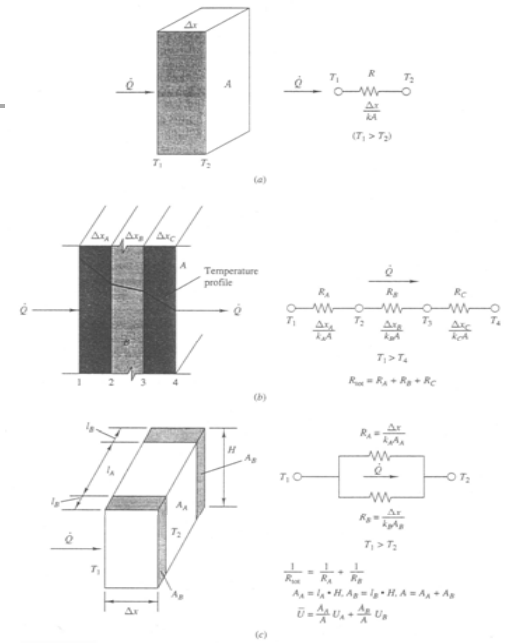 Δx
Q̇
A
T₁ T₂
Q̇
T₁ R T₂
Δx
kA
(T₁ > T₂)
(a)
Δx_A Δx_B Δx_C
A
Temperature
profile
Q̇ Q̇
B
1 2 3 4
Q̇
R_A R_B R_C
T₁ T₂ T₃ T₄
Δx_A Δx_B Δx_C
k_A A k_B A k_C A
T₁ > T₄
R_tot = R_A + R_B + R_C
(b)
l_B
l_A
l_B
H
A_B
A_A
T₂
Q̇
T₁
A_B
Δx
R_A = Δx / k_A A_A
T₁ Q̇ T₂
R_B = Δx / k_B A_B
T₁ > T₂
1 / R_tot = 1 / R_A + 1 / R_B
A_A = l_A • H, A_B = l_B • H, A = A_A + A_B
U̅ = A_A / A U_A + A_B / A U_B
(c)